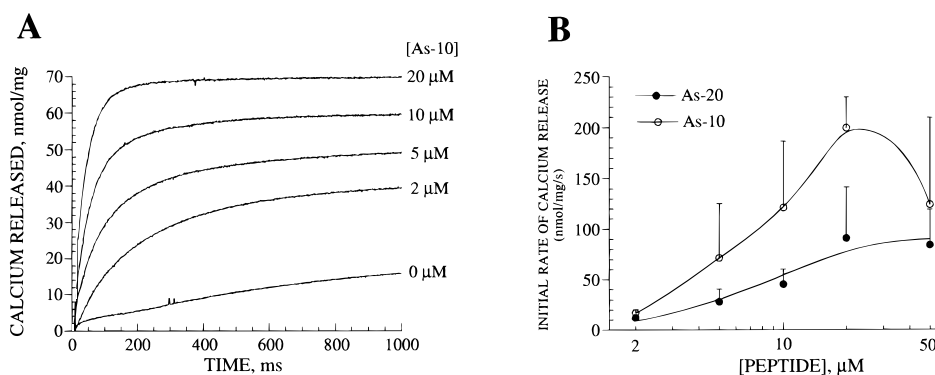 A
[As-10]
20 µM
10 µM
5 µM
2 µM
0 µM
CALCIUM RELEASED, nmol/mg
70
60
50
40
30
20
10
0
0 200 400 600 800 1000
TIME, ms
B
As-20
As-10
INITIAL RATE OF CALCIUM RELEASE
(nmol/mg/s)
250
200
150
100
50
0
2 10 50
[PEPTIDE], µM